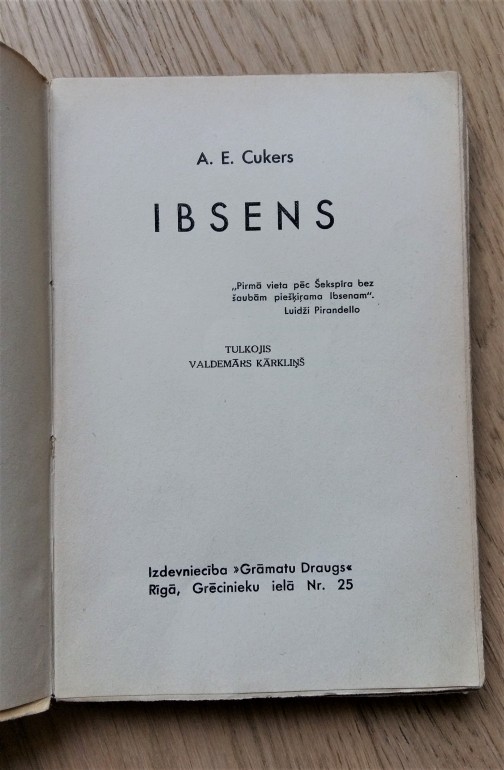 A. E. Cukers
IBSENS
„Pirmā vieta pēc Šekspīra bez
šaubām piešķirama Ibsenam".
Luidži Pirandello
TULKOJIS
VALDEMĀRS KĀRKLIŅŠ
Izdevniecība »Grāmatu Draugs«
Rīgā, Grēcinieku ielā Nr. 25